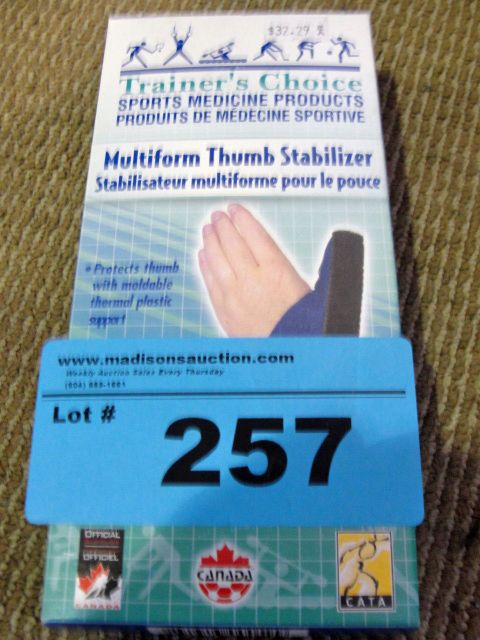 $32.29
Trainer's Choice
SPORTS MEDICINE PRODUCTS
PRODUITS DE MÉDECINE SPORTIVE
Multiform Thumb Stabilizer
Stabilisateur multiforme pour le pouce
• Protects thumb
with moldable
thermal plastic
support
www.madisonsauction.com
Weekly Auction Sales Every Thursday
Lot #
257
OFFICIAL
OFFICIEL
CANADA
CANADA
CATA